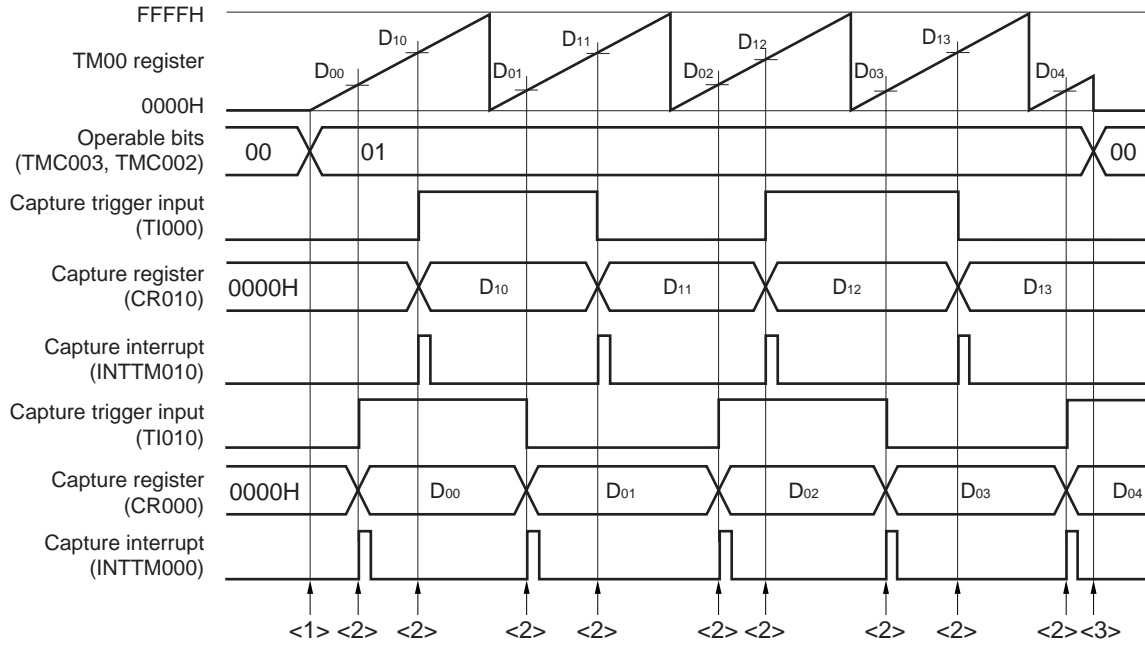 FFFFH
TM00 register
0000H
D10
D11
D12
D13
D00
D01
D02
D03
D04
Operable bits
(TMC003, TMC002)
00
01
00
Capture trigger input
(TI000)
Capture register
(CR010)
0000H
D10
D11
D12
D13
Capture interrupt
(INTTM010)
Capture trigger input
(TI010)
Capture register
(CR000)
0000H
D00
D01
D02
D03
D04
Capture interrupt
(INTTM000)
<1> <2> <2> <2> <2> <2> <2> <2> <2> <2> <3>